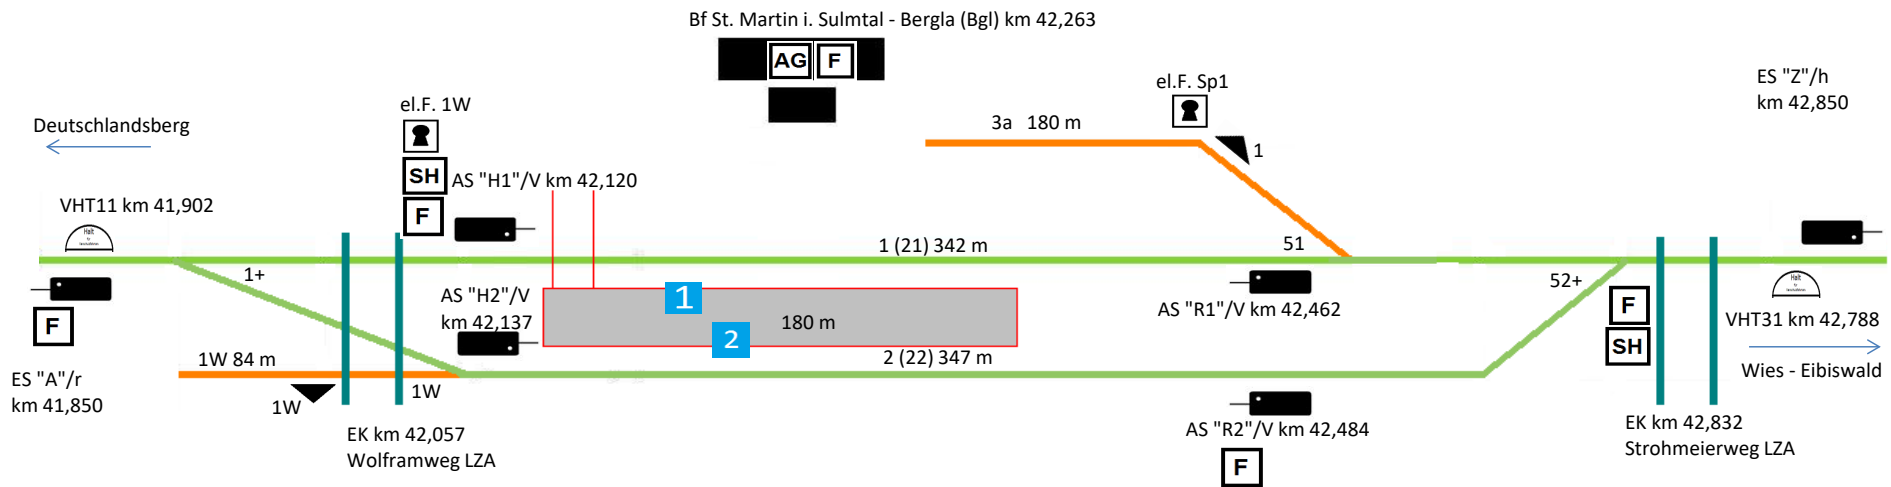 Bf St. Martin i. Sulmtal - Bergla (Bgl) km 42,263
AG F
ES "Z"/h
km 42,850
el.F. Sp1
el.F. 1W
Deutschlandsberg
3a 180 m
1
SH
AS "H1"/V km 42,120
F
VHT11 km 41,902
Halt
1 (21) 342 m
51
1+
52+
AS "H2"/V
km 42,137
1
180 m
2
AS "R1"/V km 42,462
F
SH
Halt
VHT31 km 42,788
F
1W 84 m
2 (22) 347 m
Wies - Eibiswald
ES "A"/r
km 41,850
1W
1W
AS "R2"/V km 42,484
F
EK km 42,057
Wolframweg LZA
EK km 42,832
Strohmeierweg LZA